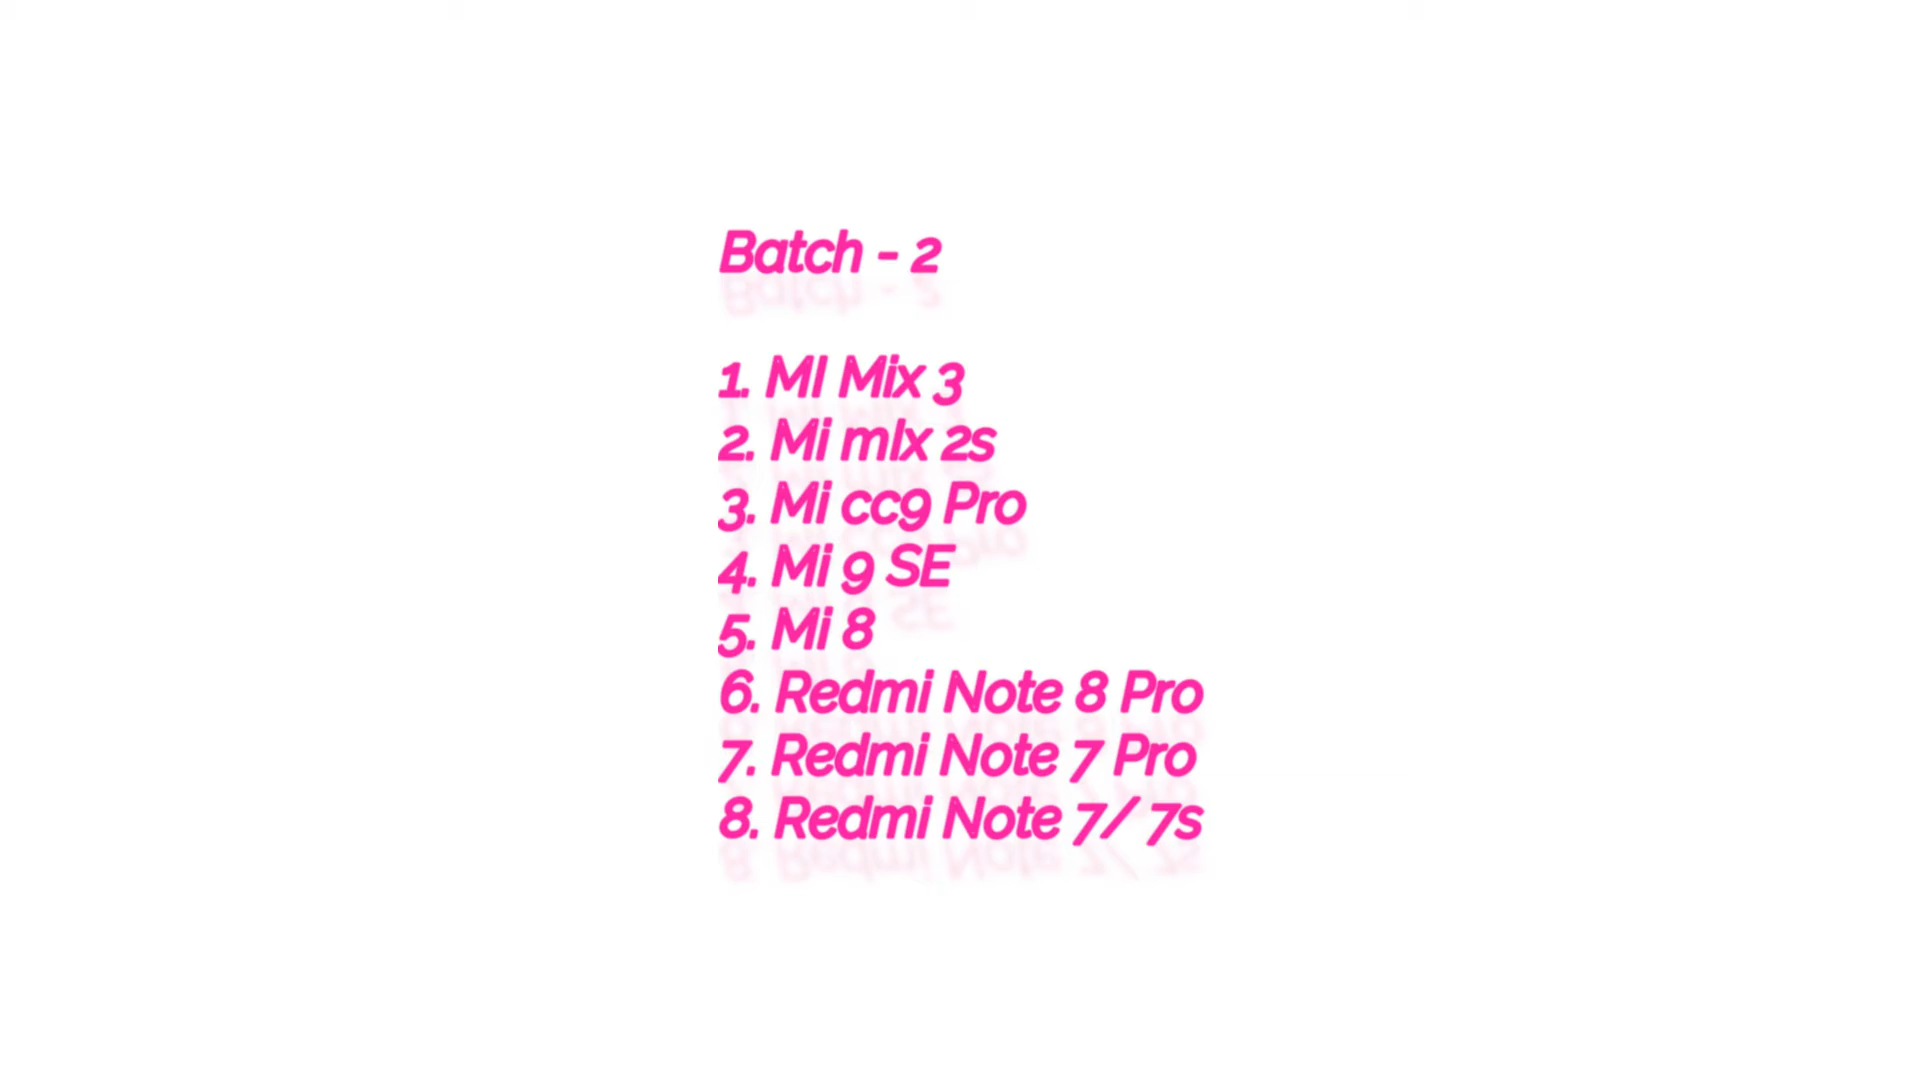 Batch - 2
1. MI Mix 3
2. Mi mIx 2s
3. Mi cc9 Pro
4. Mi 9 SE
5. Mi 8
6. Redmi Note 8 Pro
7. Redmi Note 7 Pro
8. Redmi Note 7/ 7s